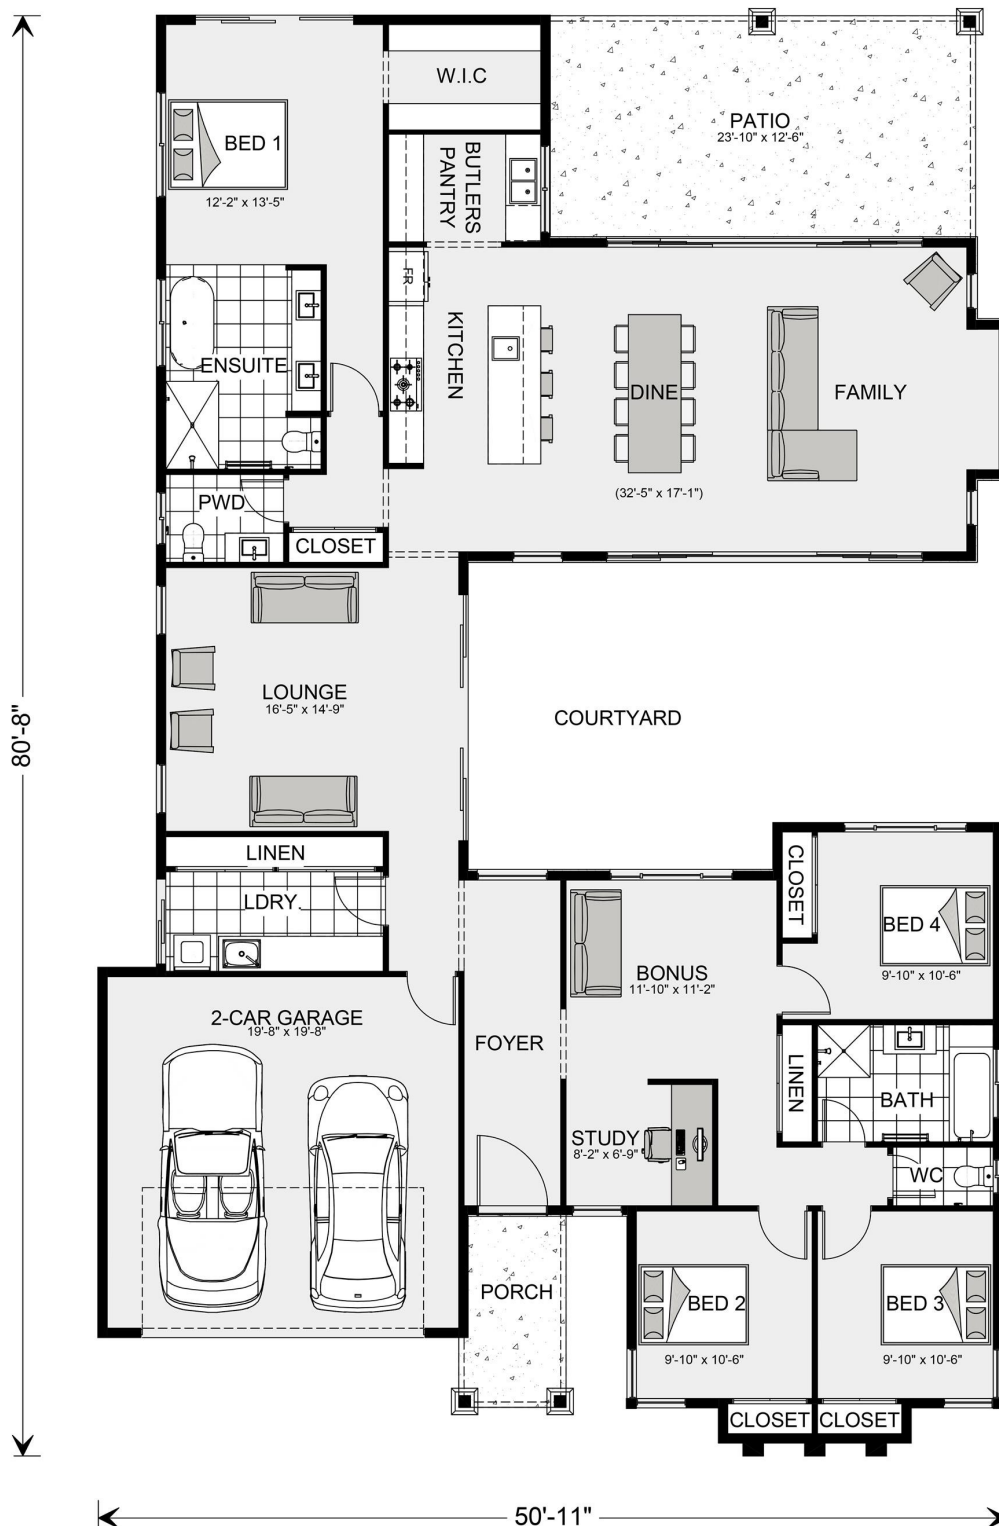 W.I.C
PATIO
23'-10" x 12'-6"
BED 1
12'-2" x 13'-5"
BUTLERS
PANTRY
FR
KITCHEN
ENSUITE
DINE
FAMILY
(32'-5" x 17'-1")
PWD
CLOSET
LOUNGE
16'-5" x 14'-9"
COURTYARD
80'-8"
LINEN
LDRY.
CLOSET
BED 4
9'-10" x 10'-6"
BONUS
11'-10" x 11'-2"
2-CAR GARAGE
19'-8" x 19'-8"
FOYER
LINEN
BATH
STUDY
8'-2" x 6'-9"
WC
PORCH
BED 2
9'-10" x 10'-6"
BED 3
9'-10" x 10'-6"
CLOSET
CLOSET
50'-11"